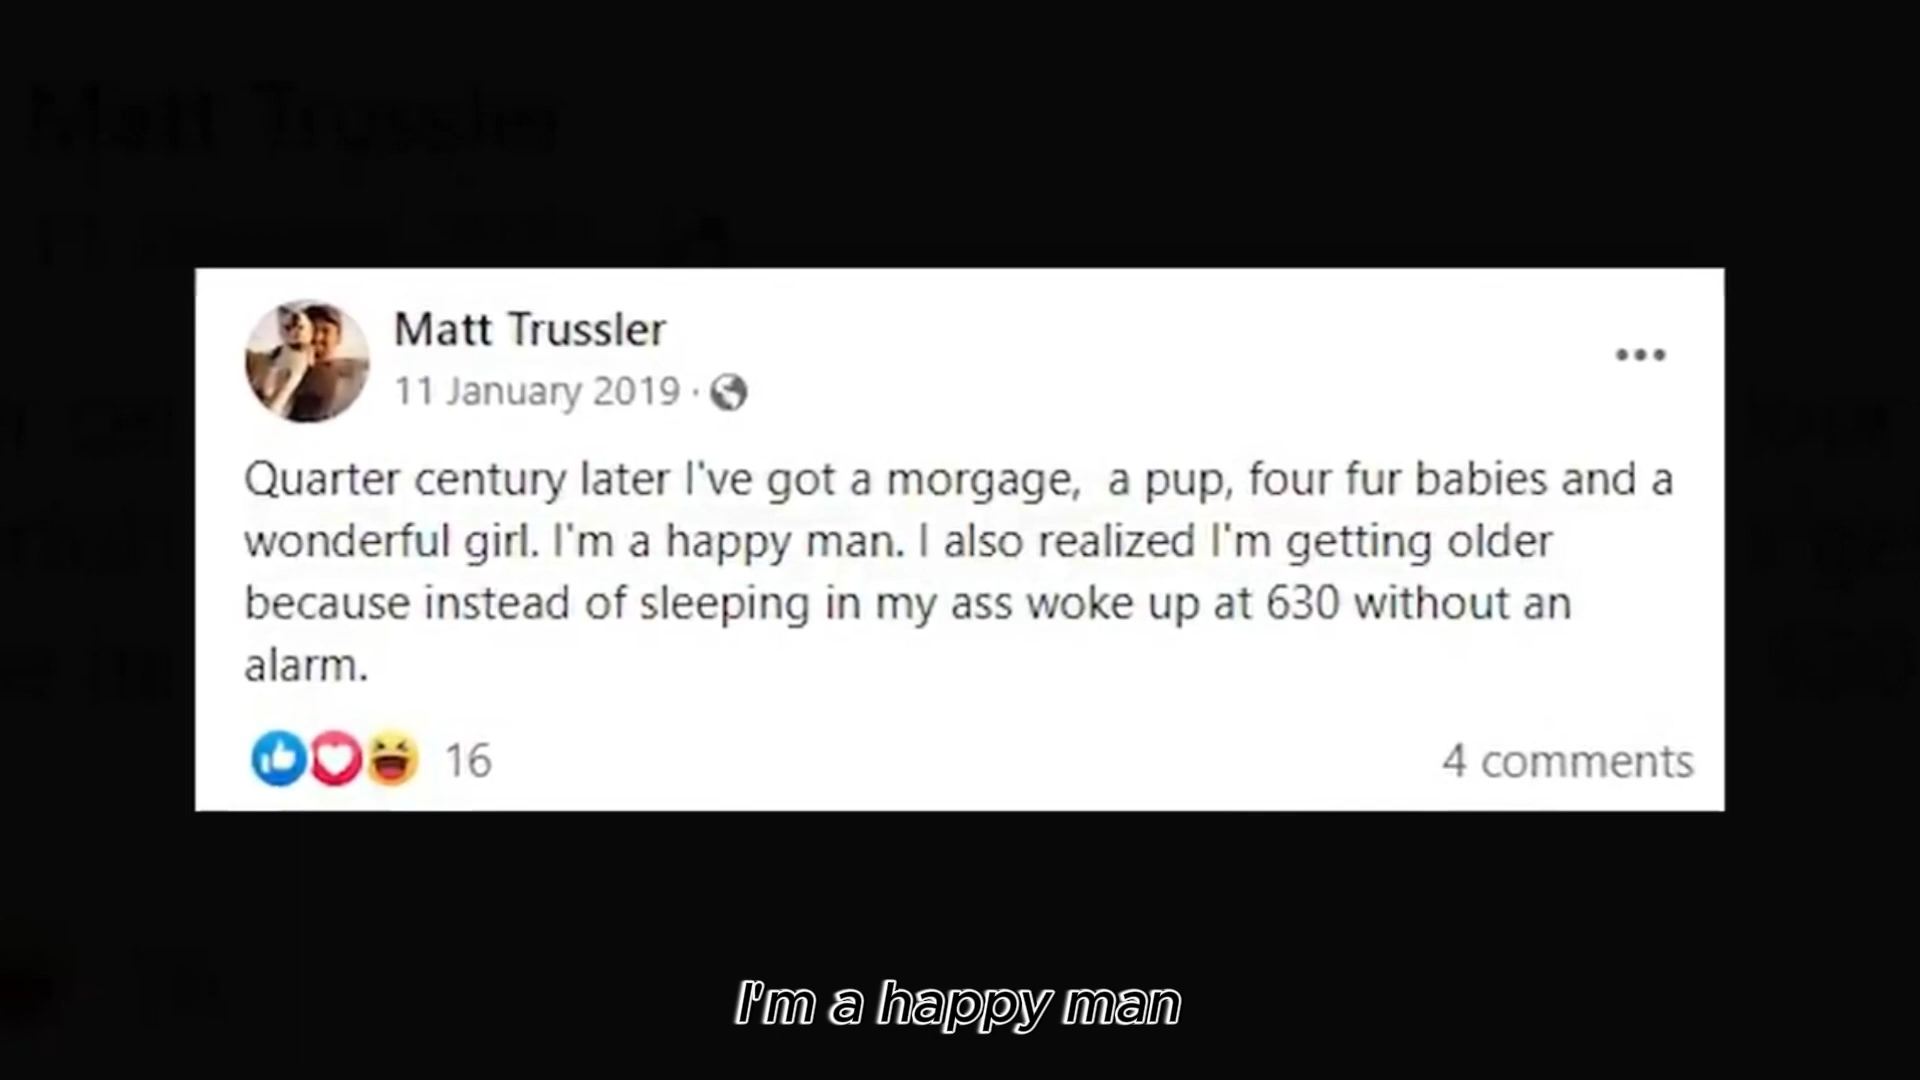 Matt Trussler
11 January 2019 ·
Quarter century later I've got a morgage,  a pup, four fur babies and a
wonderful girl. I'm a happy man. I also realized I'm getting older
because instead of sleeping in my ass woke up at 630 without an
alarm.
16
4 comments
I'm a happy man